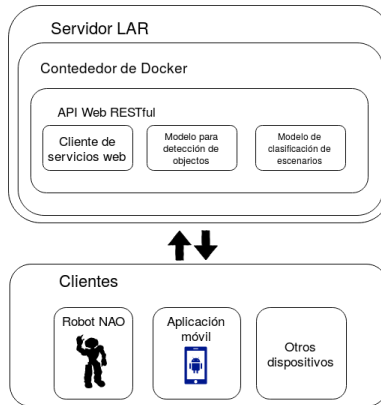 Servidor LAR
Contededor de Docker
API Web RESTful
Cliente de
servicios web
Modelo para
detección de
objectos
Modelo de
clasificación de
escenarios
Clientes
Robot NAO
Aplicación
móvil
Otros
dispositivos